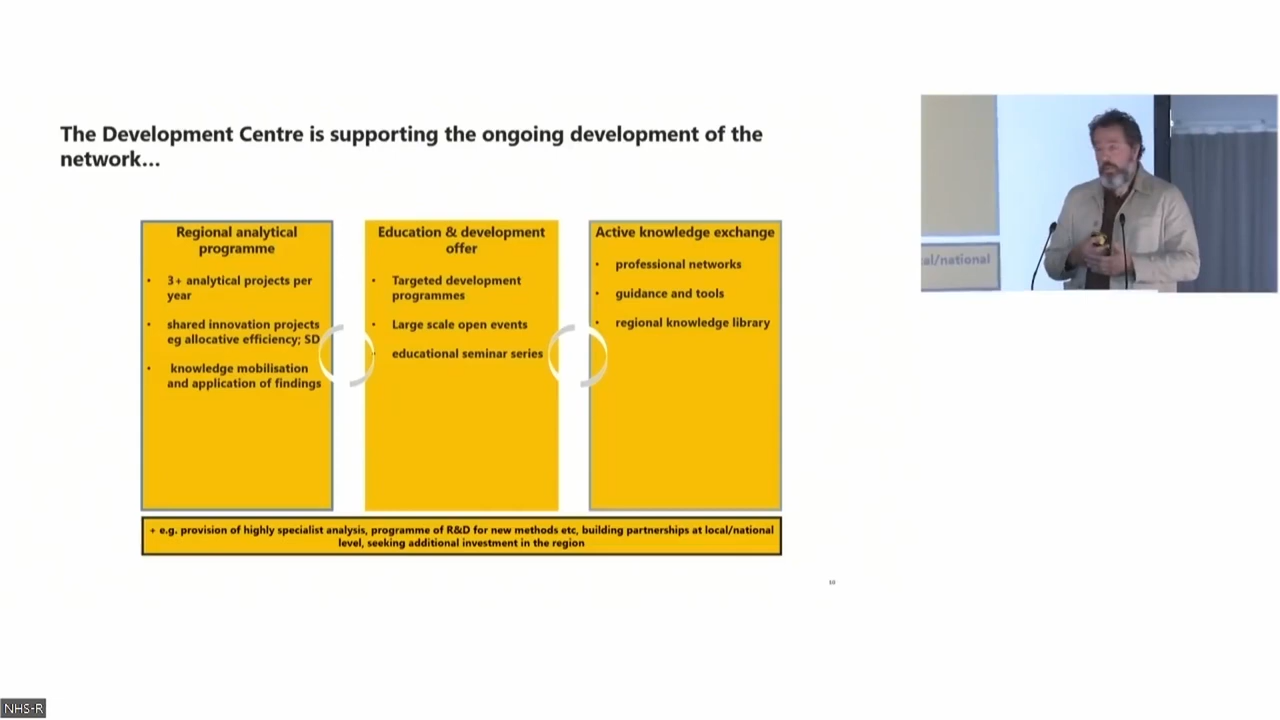 The Development Centre is supporting the ongoing development of the
network...
Regional analytical
programme
• 3+ analytical projects per
year
• shared innovation projects
eg allocative efficiency; SD
• knowledge mobilisation
and application of findings
Education & development
offer
• Targeted development
programmes
• Large scale open events
• educational seminar series
Active knowledge exchange
• professional networks
• guidance and tools
• regional knowledge library
+ e.g. provision of highly specialist analysis, programme of R&D for new methods etc, building partnerships at local/national
level, seeking additional investment in the region
al/national
NHS-R